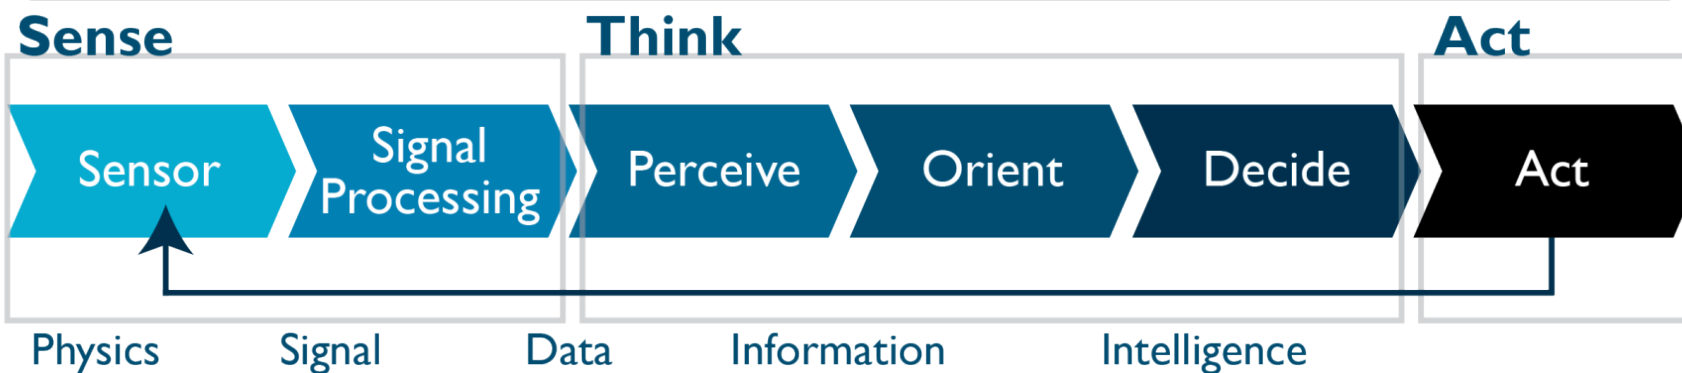 Sense Think Act
Sensor
Signal
Processing
Perceive
Orient
Decide
Act
Physics Signal Data Information Intelligence